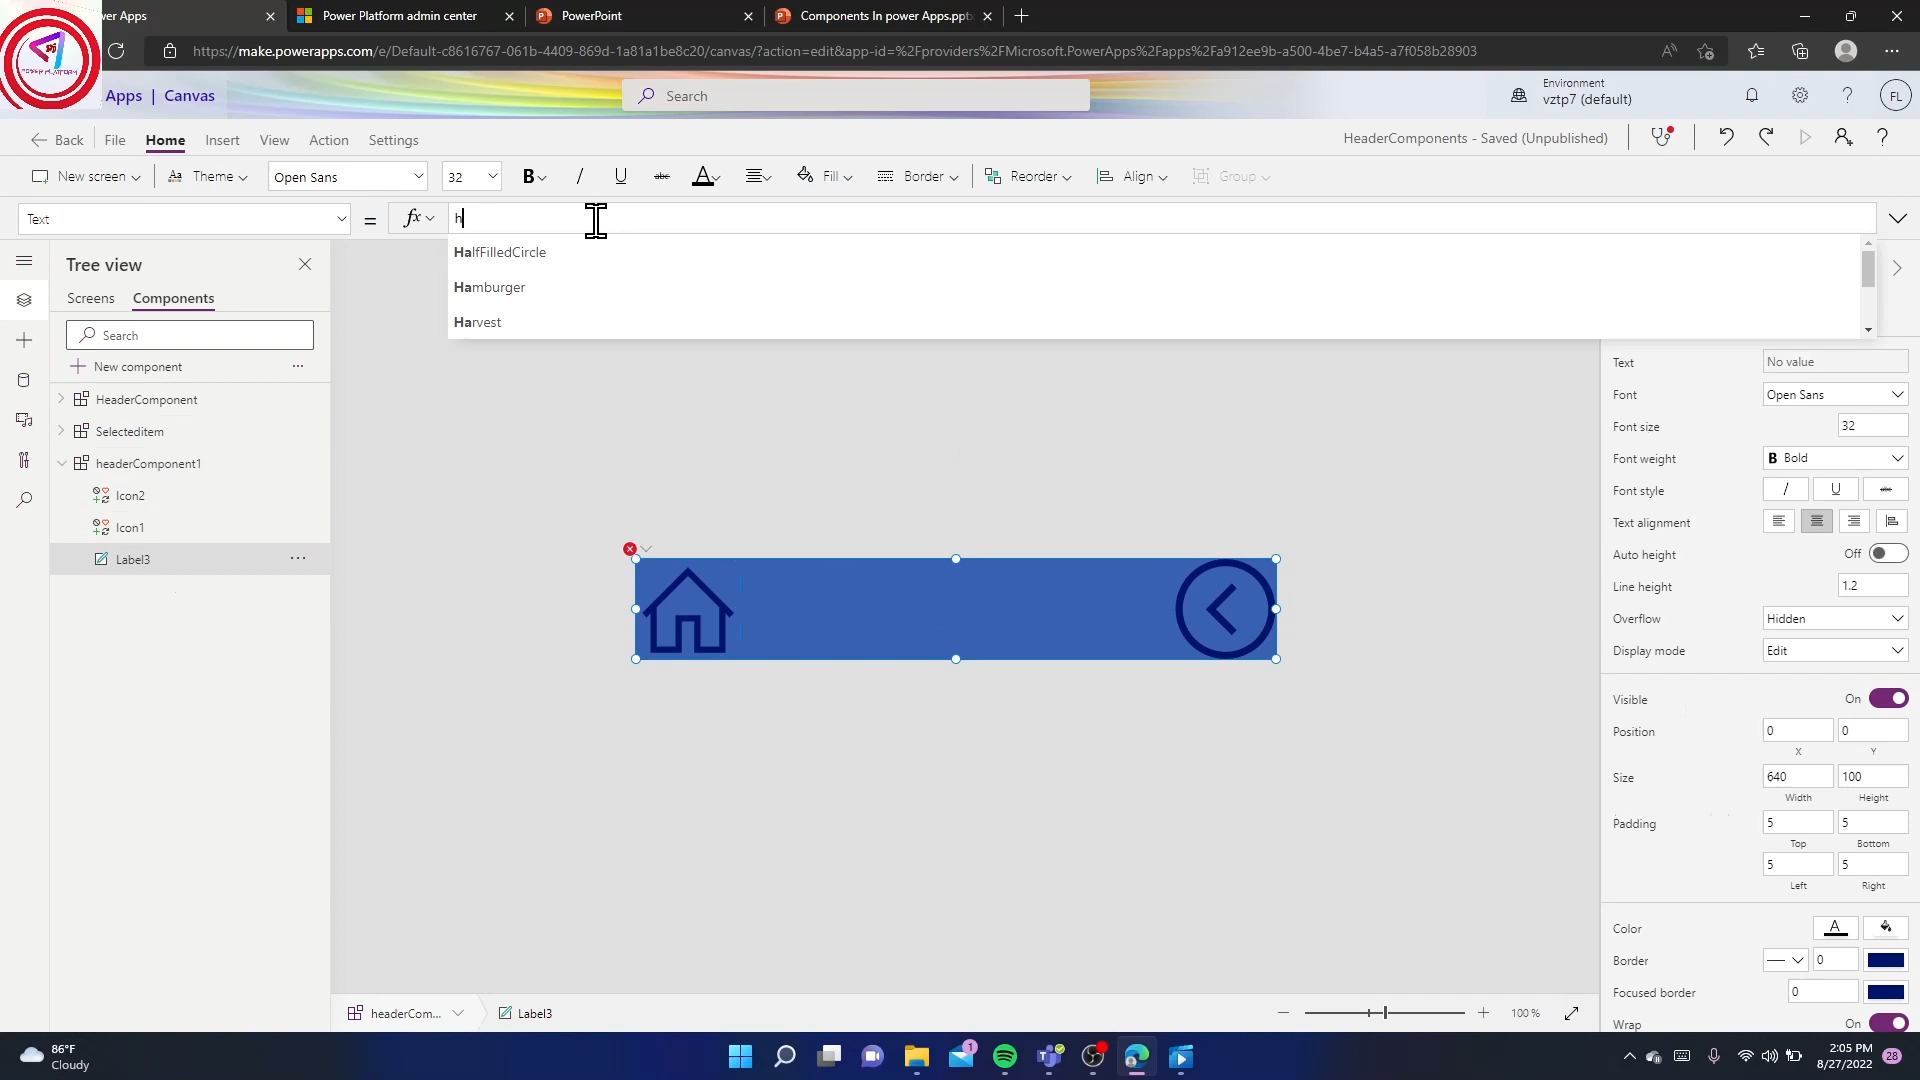 er Apps
Power Platform admin center
PowerPoint
Components In power Apps.ppt
https://make.powerapps.com/e/Default-c8616767-061b-4409-869d-1a81a1be8c20/canvas/?action=edit&app-id=%2Fproviders%2FMicrosoft.PowerApps%2Fapps%2Fa912ee9b-a500-4be7-b4a5-a7f058b28903
POWER PLATFORM
Apps | Canvas
Search
Environment
vztp7 (default)
FL
Back
File
Home
Insert
View
Action
Settings
HeaderComponents - Saved (Unpublished)
New screen
Theme
Open Sans
32
B
/
U
abc
A
Fill
Border
Reorder
Align
Group
Text
=
fx
h
HalfFilledCircle
Hamburger
Harvest
Tree view
Screens
Components
Search
New component
HeaderComponent
Selecteditem
headerComponent1
Icon2
Icon1
Label3
Text
No value
Font
Open Sans
Font size
32
Font weight
B Bold
Font style
/
U
abc
Text alignment
Auto height
Off
Line height
1.2
Overflow
Hidden
Display mode
Edit
Visible
On
Position
0
0
X
Y
Size
640
100
Width
Height
Padding
5
5
Top
Bottom
5
5
Left
Right
Color
A
Border
0
Focused border
0
Wrap
On
headerCom...
Label3
100 %
86°F
Cloudy
1
2:05 PM
8/27/2022
28